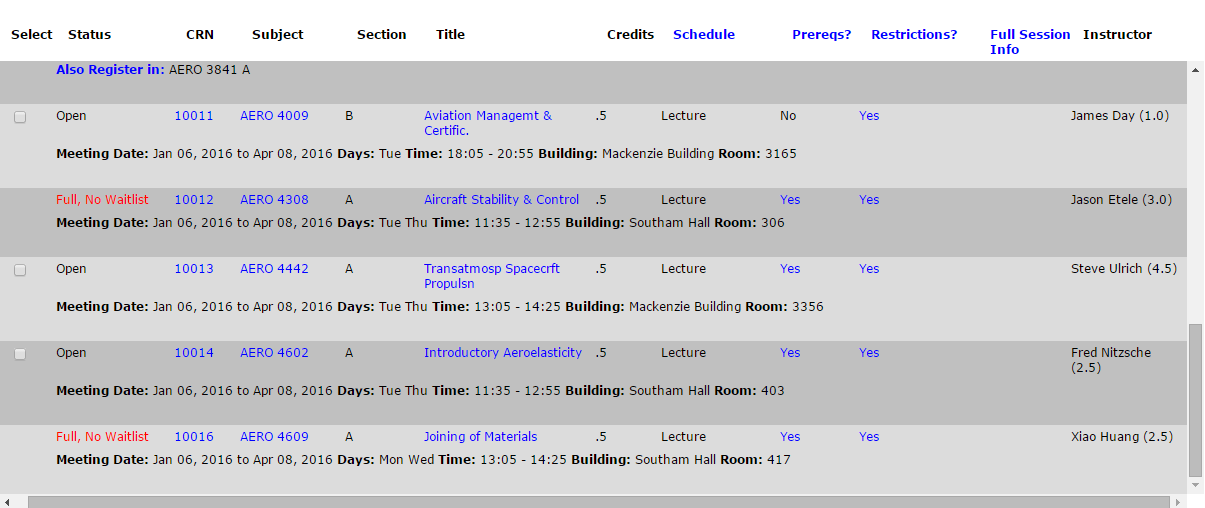 Select Status CRN Subject Section Title Credits Schedule Prereqs? Restrictions? Full Session Info Instructor
Also Register in: AERO 3841 A
Open 10011 AERO 4009 B Aviation Managemt & Certific. .5 Lecture No Yes James Day (1.0)
Meeting Date: Jan 06, 2016 to Apr 08, 2016 Days: Tue Time: 18:05 - 20:55 Building: Mackenzie Building Room: 3165
Full, No Waitlist 10012 AERO 4308 A Aircraft Stability & Control .5 Lecture Yes Yes Jason Etele (3.0)
Meeting Date: Jan 06, 2016 to Apr 08, 2016 Days: Tue Thu Time: 11:35 - 12:55 Building: Southam Hall Room: 306
Open 10013 AERO 4442 A Transatmosp Spacecrft Propulsn .5 Lecture Yes Yes Steve Ulrich (4.5)
Meeting Date: Jan 06, 2016 to Apr 08, 2016 Days: Tue Thu Time: 13:05 - 14:25 Building: Mackenzie Building Room: 3356
Open 10014 AERO 4602 A Introductory Aeroelasticity .5 Lecture Yes Yes Fred Nitzsche (2.5)
Meeting Date: Jan 06, 2016 to Apr 08, 2016 Days: Tue Thu Time: 11:35 - 12:55 Building: Southam Hall Room: 403
Full, No Waitlist 10016 AERO 4609 A Joining of Materials .5 Lecture Yes Yes Xiao Huang (2.5)
Meeting Date: Jan 06, 2016 to Apr 08, 2016 Days: Mon Wed Time: 13:05 - 14:25 Building: Southam Hall Room: 417